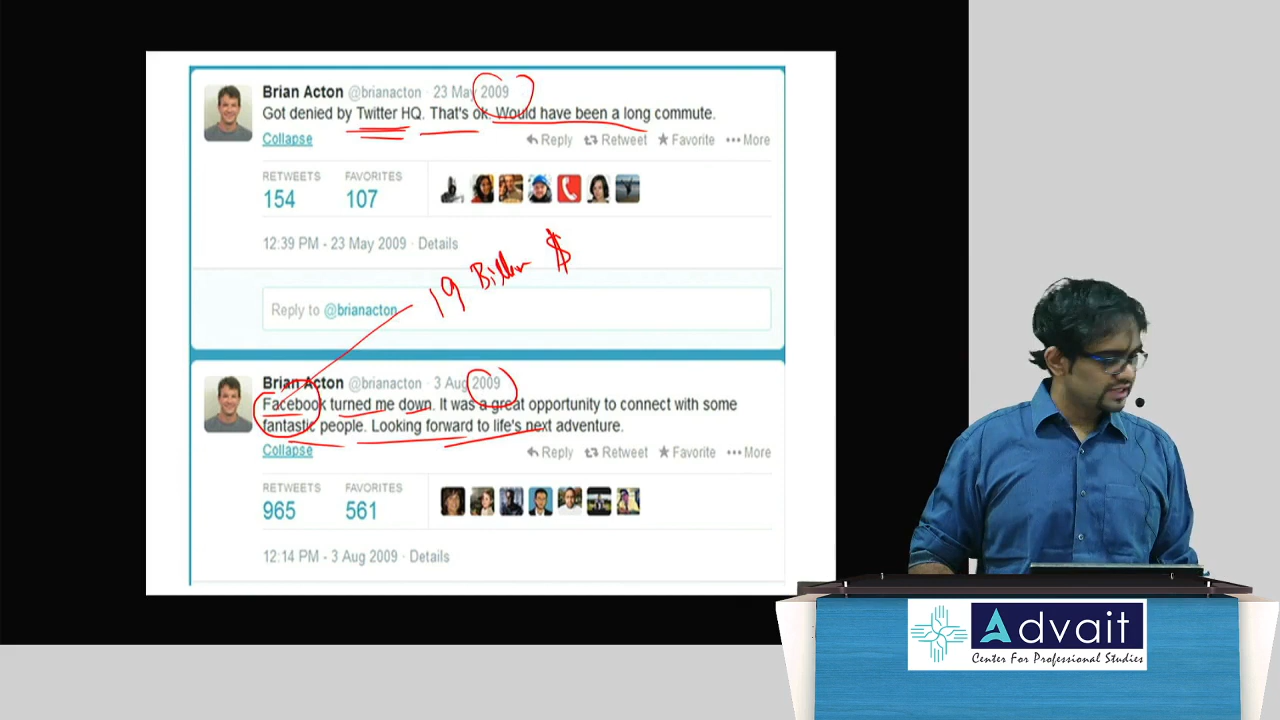 Brian Acton @brianacton · 23 May 2009
Got denied by Twitter HQ. That's ok. Would have been a long commute.
Collapse
Reply Retweet Favorite More
RETWEETS FAVORITES
154 107
12:39 PM - 23 May 2009 · Details
19 Billion $
Reply to @brianacton
Brian Acton @brianacton · 3 Aug 2009
Facebook turned me down. It was a great opportunity to connect with some
fantastic people. Looking forward to life's next adventure.
Collapse
Reply Retweet Favorite More
RETWEETS FAVORITES
965 561
12:14 PM - 3 Aug 2009 · Details
Advait
Center For Professional Studies